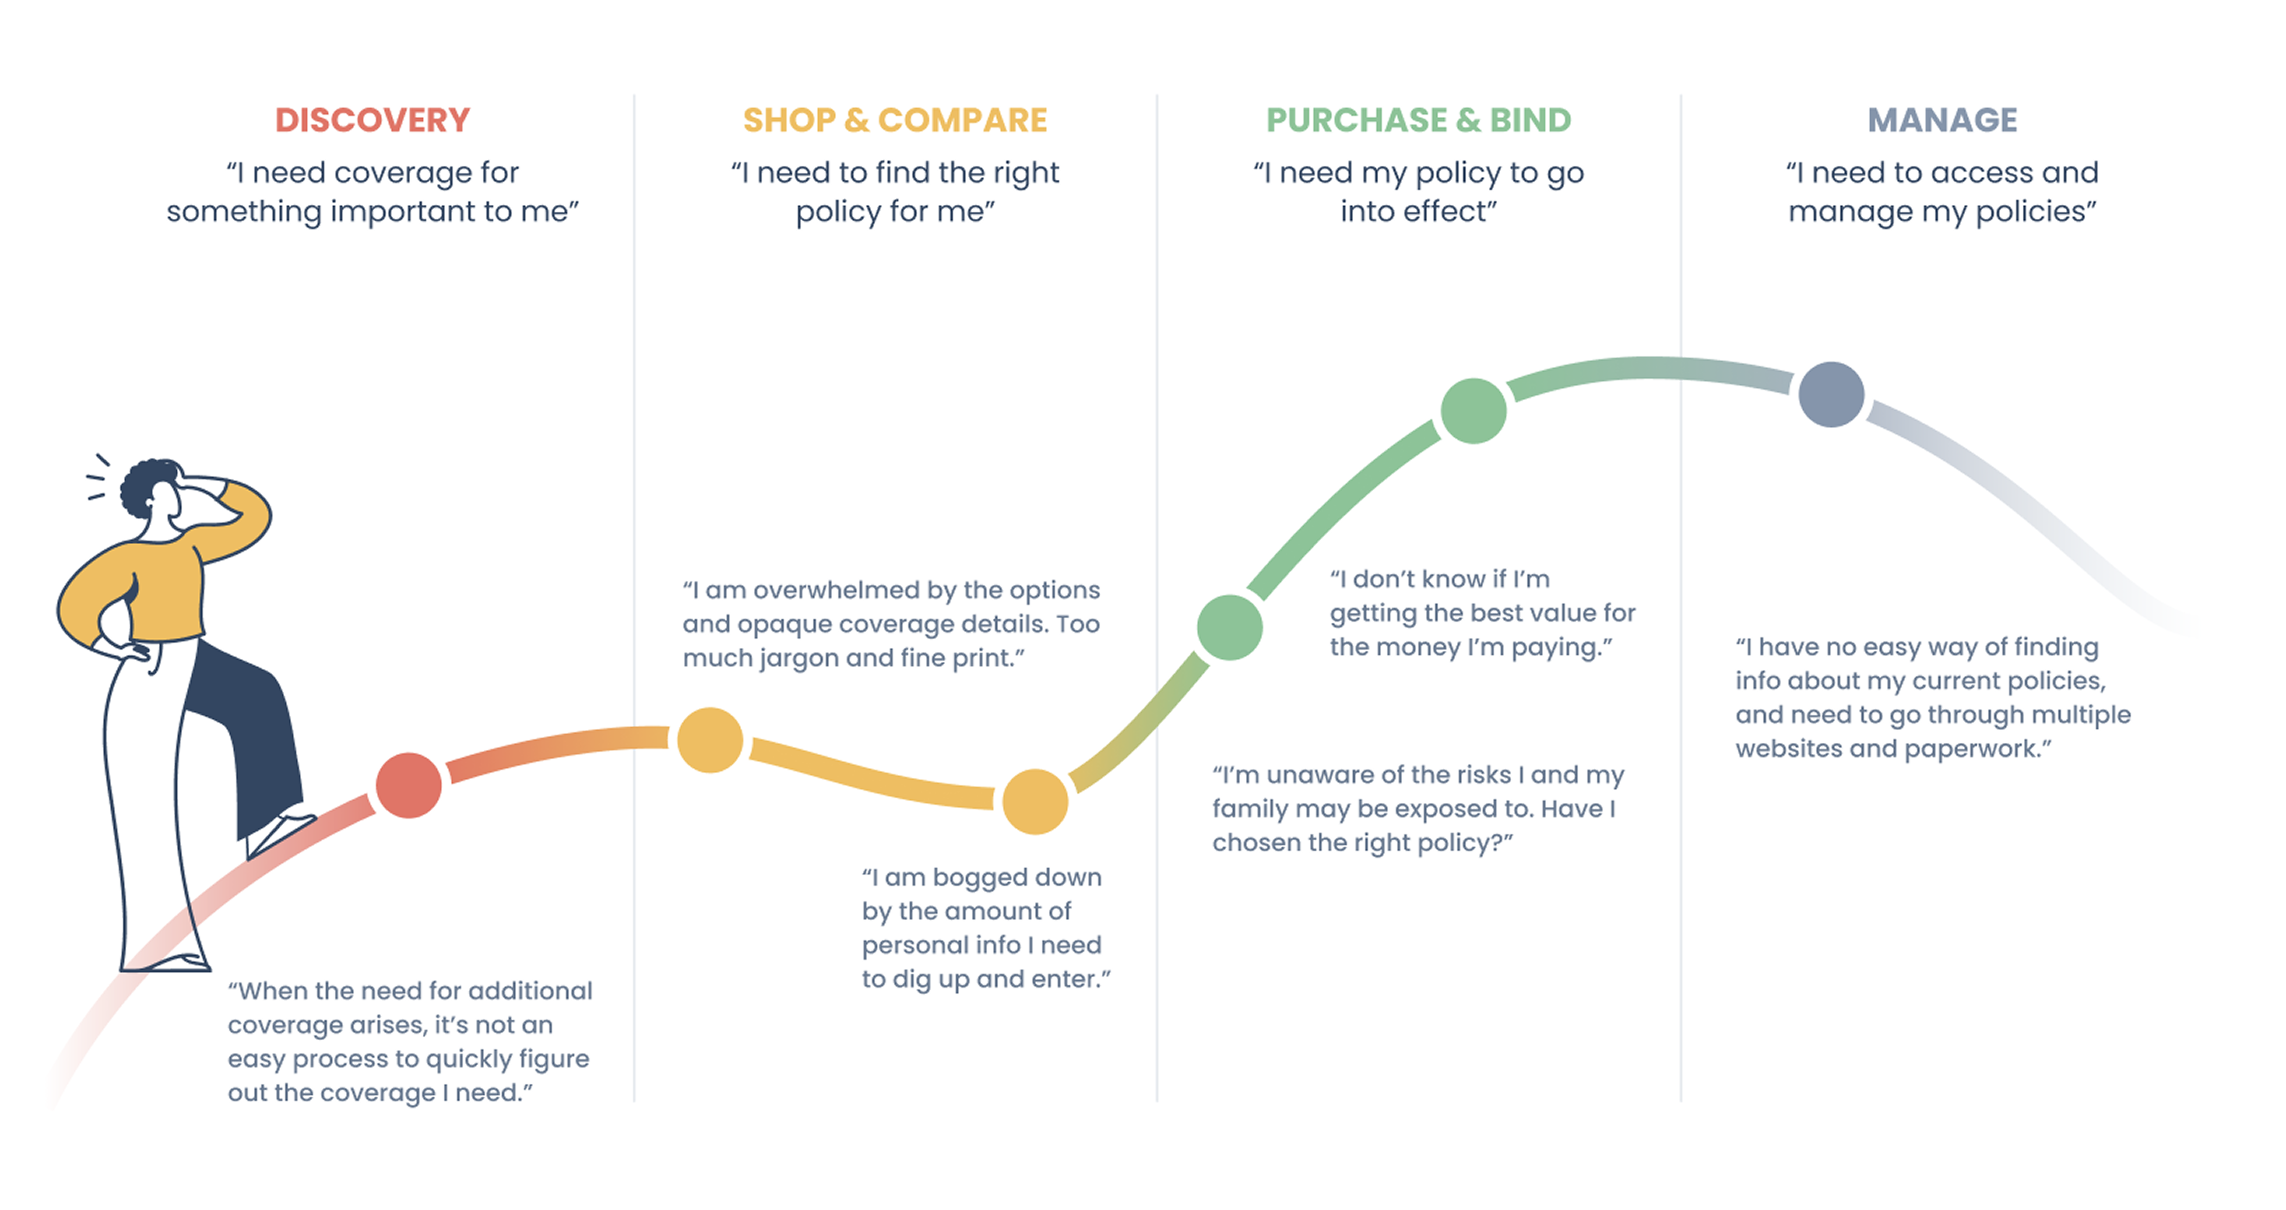 DISCOVERY
“I need coverage for
something important to me”
SHOP & COMPARE
“I need to find the right
policy for me”
PURCHASE & BIND
“I need my policy to go
into effect”
MANAGE
“I need to access and
manage my policies”
“When the need for additional
coverage arises, it’s not an
easy process to quickly figure
out the coverage I need.”
“I am overwhelmed by the options
and opaque coverage details. Too
much jargon and fine print.”
“I am bogged down
by the amount of
personal info I need
to dig up and enter.”
“I’m unaware of the risks I and my
family may be exposed to. Have I
chosen the right policy?”
“I don’t know if I’m
getting the best value for
the money I’m paying.”
“I have no easy way of finding
info about my current policies,
and need to go through multiple
websites and paperwork.”